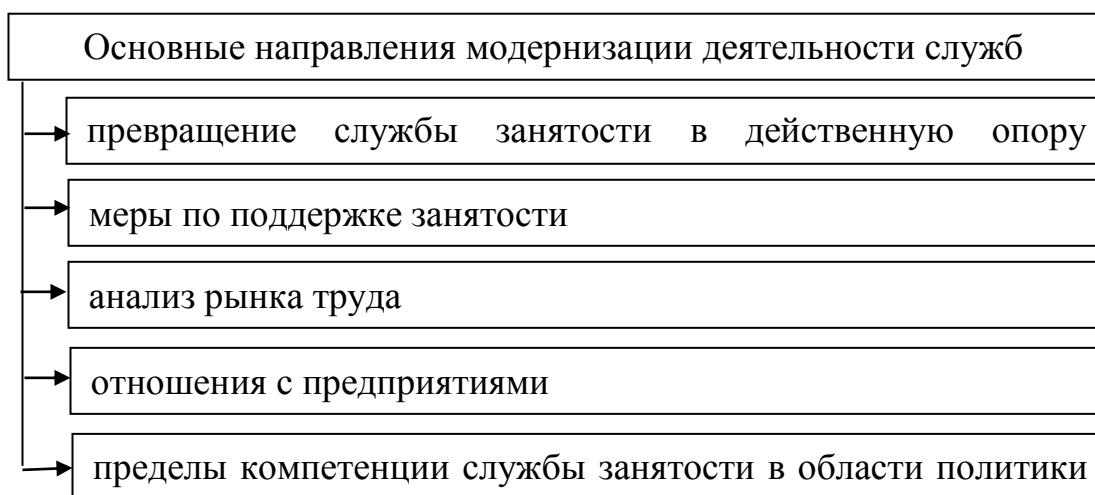 Основные направления модернизации деятельности служб
превращение службы занятости в действенную опору
меры по поддержке занятости
анализ рынка труда
отношения с предприятиями
пределы компетенции службы занятости в области политики